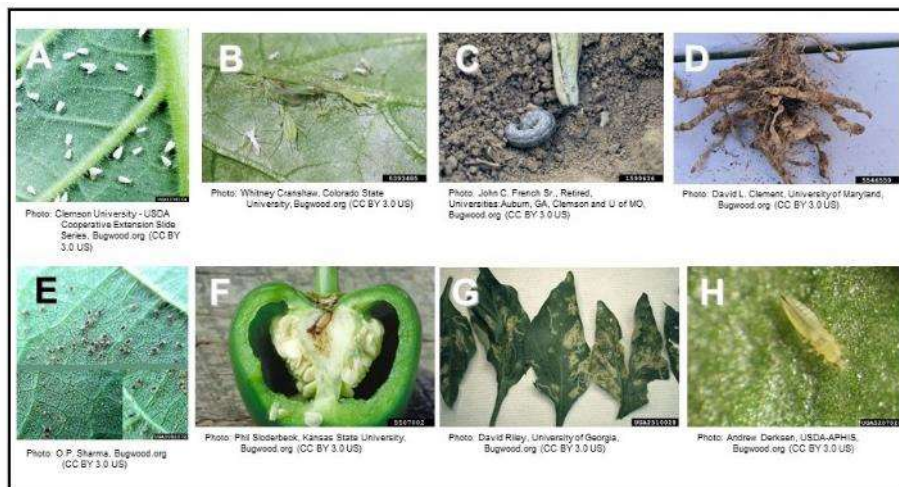 A
B
C
D
Photo: Clemson University - USDA
Cooperative Extension Slide
Series, Bugwood.org (CC BY
3.0 US)
Photo: Whitney Cranshaw, Colorado State
University, Bugwood.org (CC BY 3.0 US)
Photo: John C. French Sr., Retired,
Universities: Auburn, GA, Clemson and U of MO,
Bugwood.org (CC BY 3.0 US)
Photo: David L. Clement, University of Maryland,
Bugwood.org (CC BY 3.0 US)
E
F
G
H
5507802
Photo: O.P. Sharma, Bugwood.org
(CC BY 3.0 US)
Photo: Phil Sloderbeck, Kansas State University,
Bugwood.org (CC BY 3.0 US)
Photo: David Riley, University of Georgia,
Bugwood.org (CC BY 3.0 US)
Photo: Andrew Derksen, USDA-APHIS,
Bugwood.org (CC BY 3.0 US)